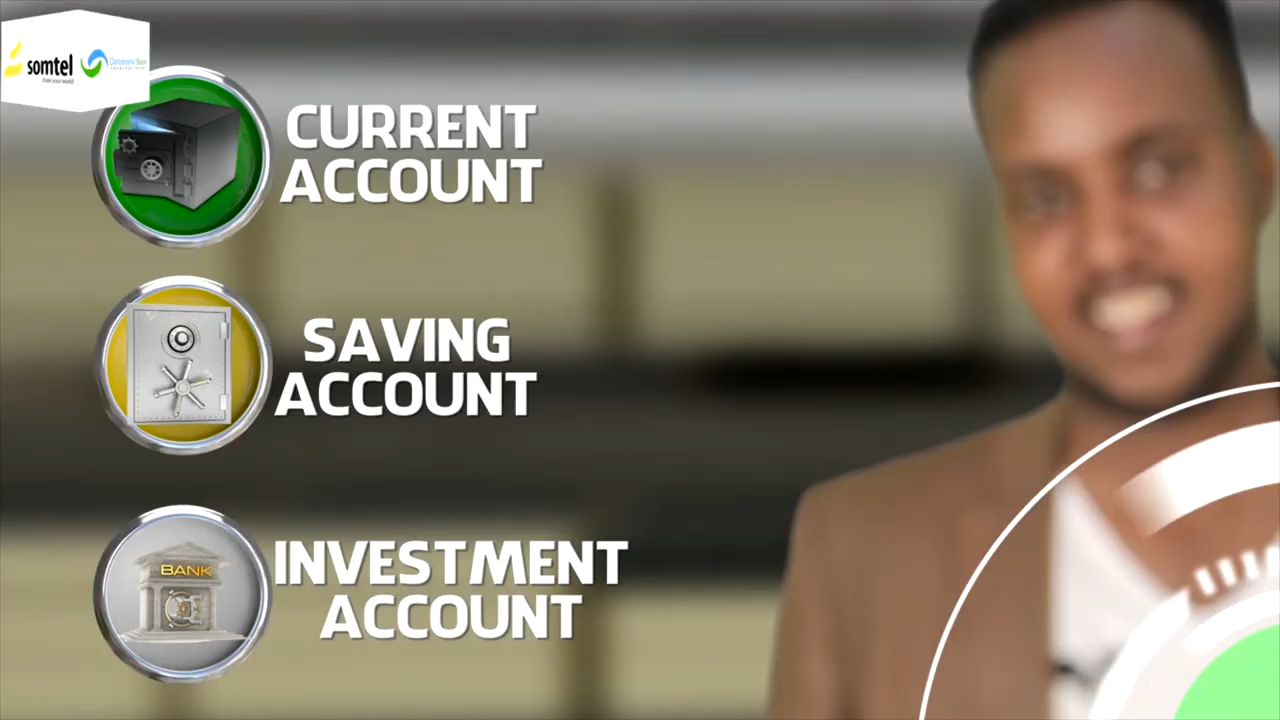 somtel
CURRENT
ACCOUNT
SAVING
ACCOUNT
BANK
INVESTMENT
ACCOUNT